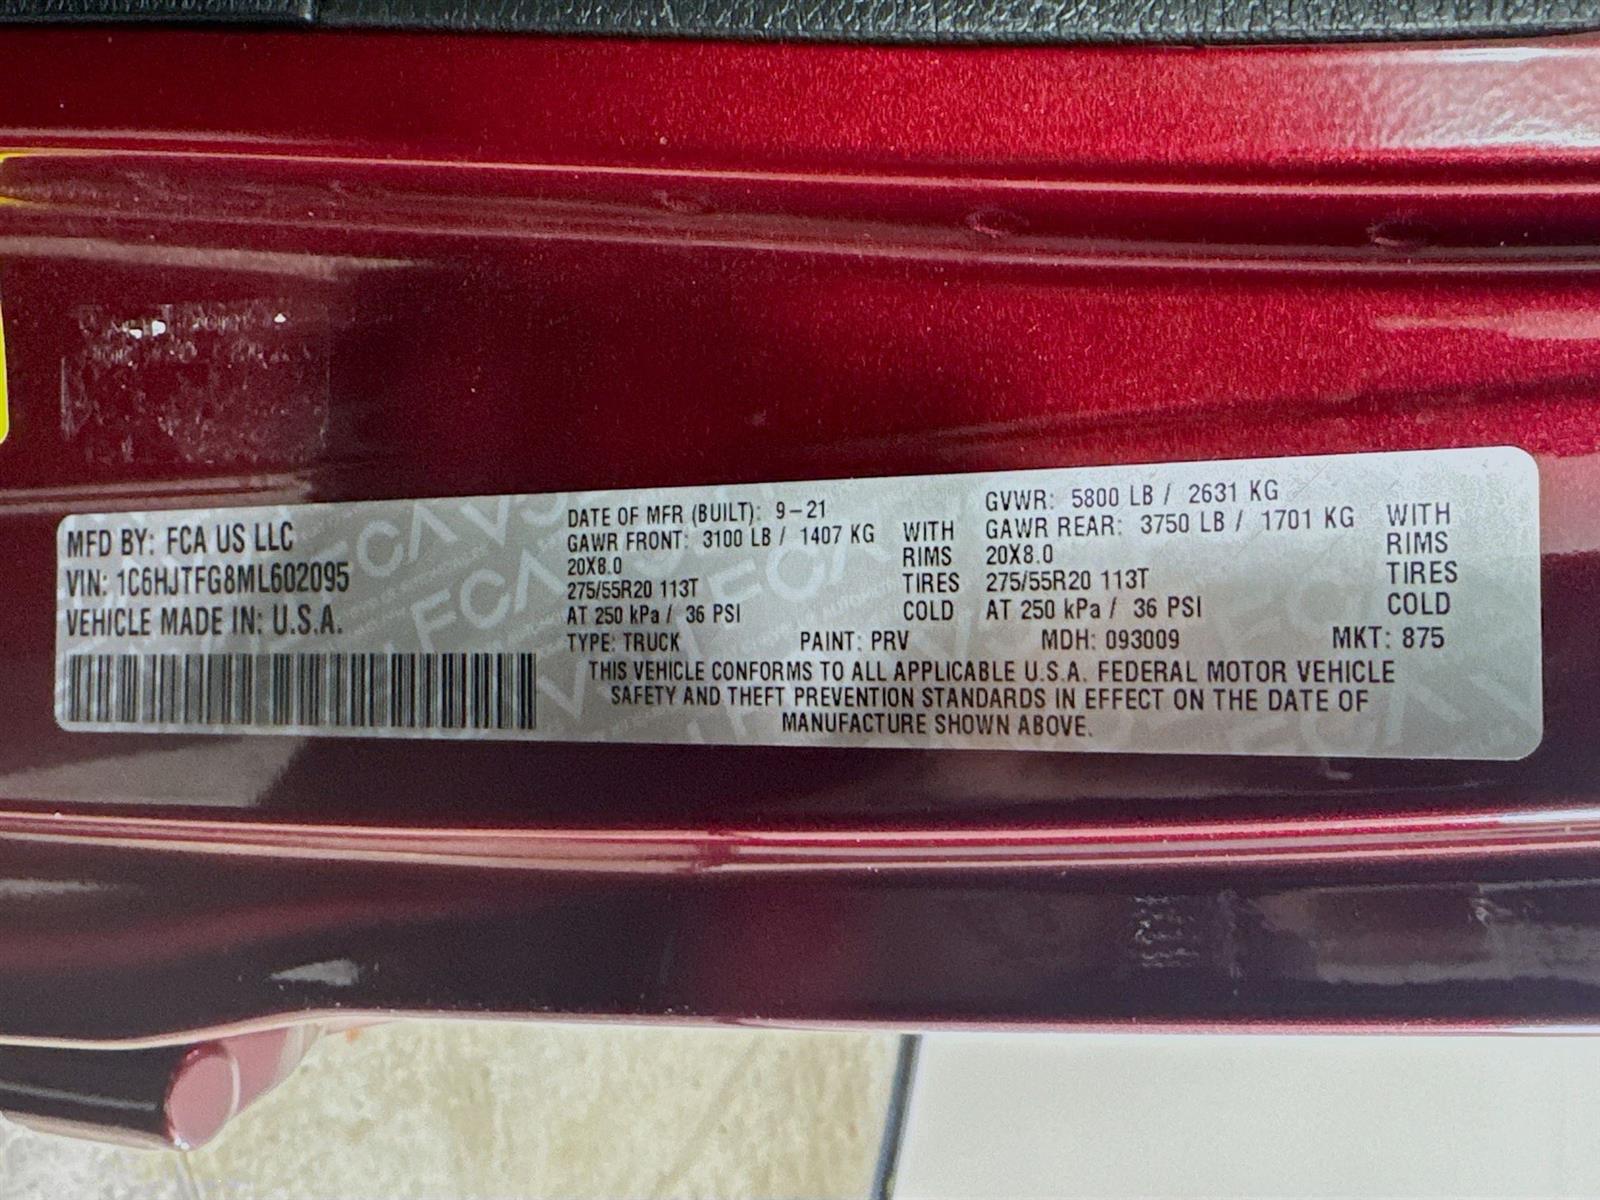 MFD BY: FCA US LLC
VIN: 1C6HJTFG8ML602095
VEHICLE MADE IN: U.S.A.
DATE OF MFR (BUILT): 9-21
GAWR FRONT: 3100 LB / 1407 KG WITH
20X8.0 RIMS
275/55R20 113T TIRES
AT 250 kPa / 36 PSI COLD
GVWR: 5800 LB / 2631 KG
GAWR REAR: 3750 LB / 1701 KG WITH
20X8.0 RIMS
275/55R20 113T TIRES
AT 250 kPa / 36 PSI COLD
TYPE: TRUCK PAINT: PRV MDH: 093009 MKT: 875
THIS VEHICLE CONFORMS TO ALL APPLICABLE U.S.A. FEDERAL MOTOR VEHICLE
SAFETY AND THEFT PREVENTION STANDARDS IN EFFECT ON THE DATE OF
MANUFACTURE SHOWN ABOVE.